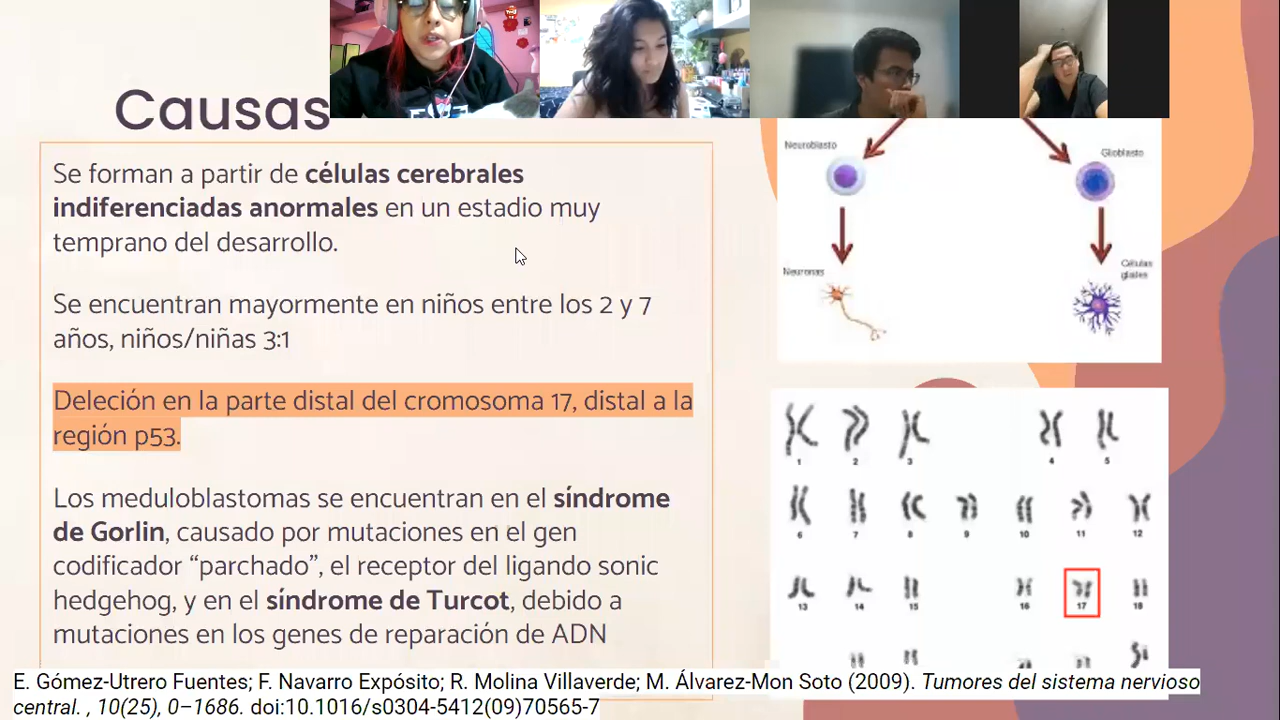 Causas
Se forman a partir de células cerebrales
indiferenciadas anormales en un estadio muy
temprano del desarrollo.
Se encuentran mayormente en niños entre los 2 y 7
años, niños/niñas 3:1
Deleción en la parte distal del cromosoma 17, distal a la
región p53.
Los meduloblastomas se encuentran en el síndrome
de Gorlin, causado por mutaciones en el gen
codificador “parchado”, el receptor del ligando sonic
hedgehog, y en el síndrome de Turcot, debido a
mutaciones en los genes de reparación de ADN
Neuroblasto
Glioblasto
Neuronas
Células
gliales
1 2 3 4 5
6 7 8 9 10 11 12
13 14 15 16 17 18
E. Gómez-Utrero Fuentes; F. Navarro Expósito; R. Molina Villaverde; M. Álvarez-Mon Soto (2009). Tumores del sistema nervioso
central. , 10(25), 0–1686. doi:10.1016/s0304-5412(09)70565-7